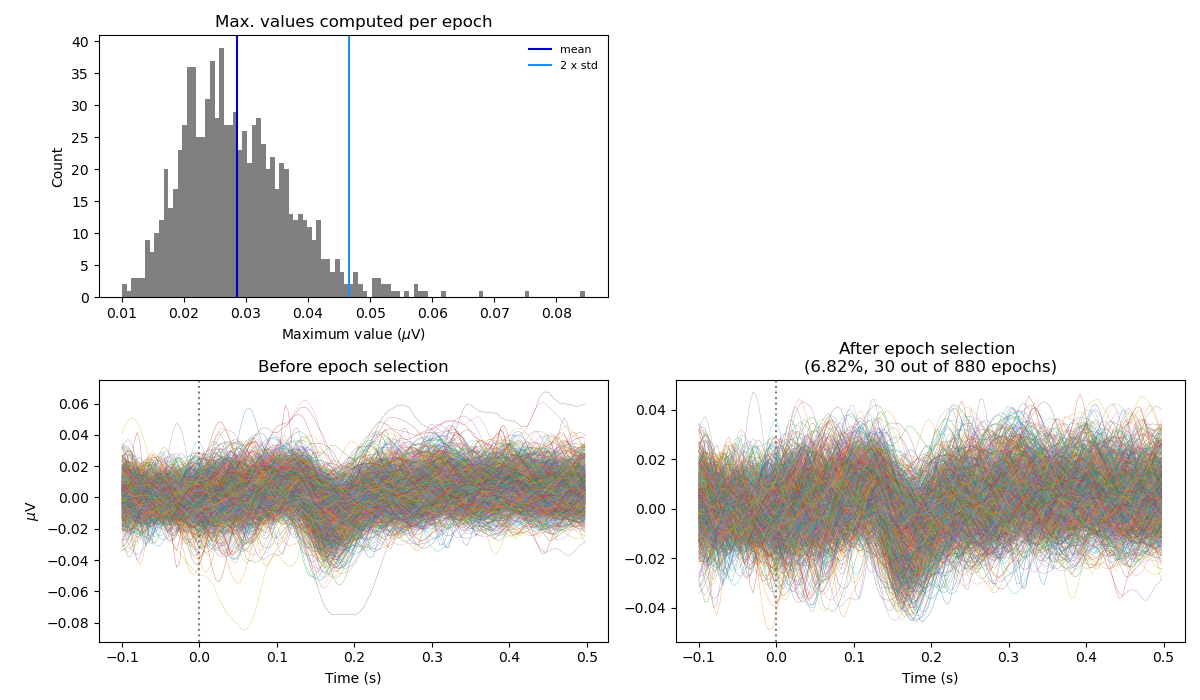 Max. values computed per epoch
40
35
30
25
20
15
10
5
0
Count
mean
2 x std
0.01 0.02 0.03 0.04 0.05 0.06 0.07 0.08
Maximum value (μV)
Before epoch selection
0.06
0.04
0.02
0.00
−0.02
−0.04
−0.06
−0.08
μV
−0.1 0.0 0.1 0.2 0.3 0.4 0.5
Time (s)
After epoch selection
(6.82%, 30 out of 880 epochs)
0.04
0.02
0.00
−0.02
−0.04
−0.1 0.0 0.1 0.2 0.3 0.4 0.5
Time (s)